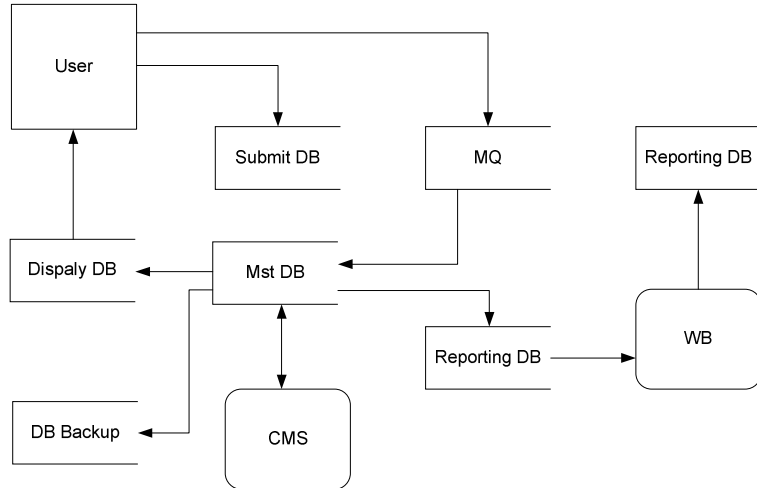 User
Submit DB
MQ
Reporting DB
Dispaly DB
Mst DB
Reporting DB
WB
DB Backup
CMS